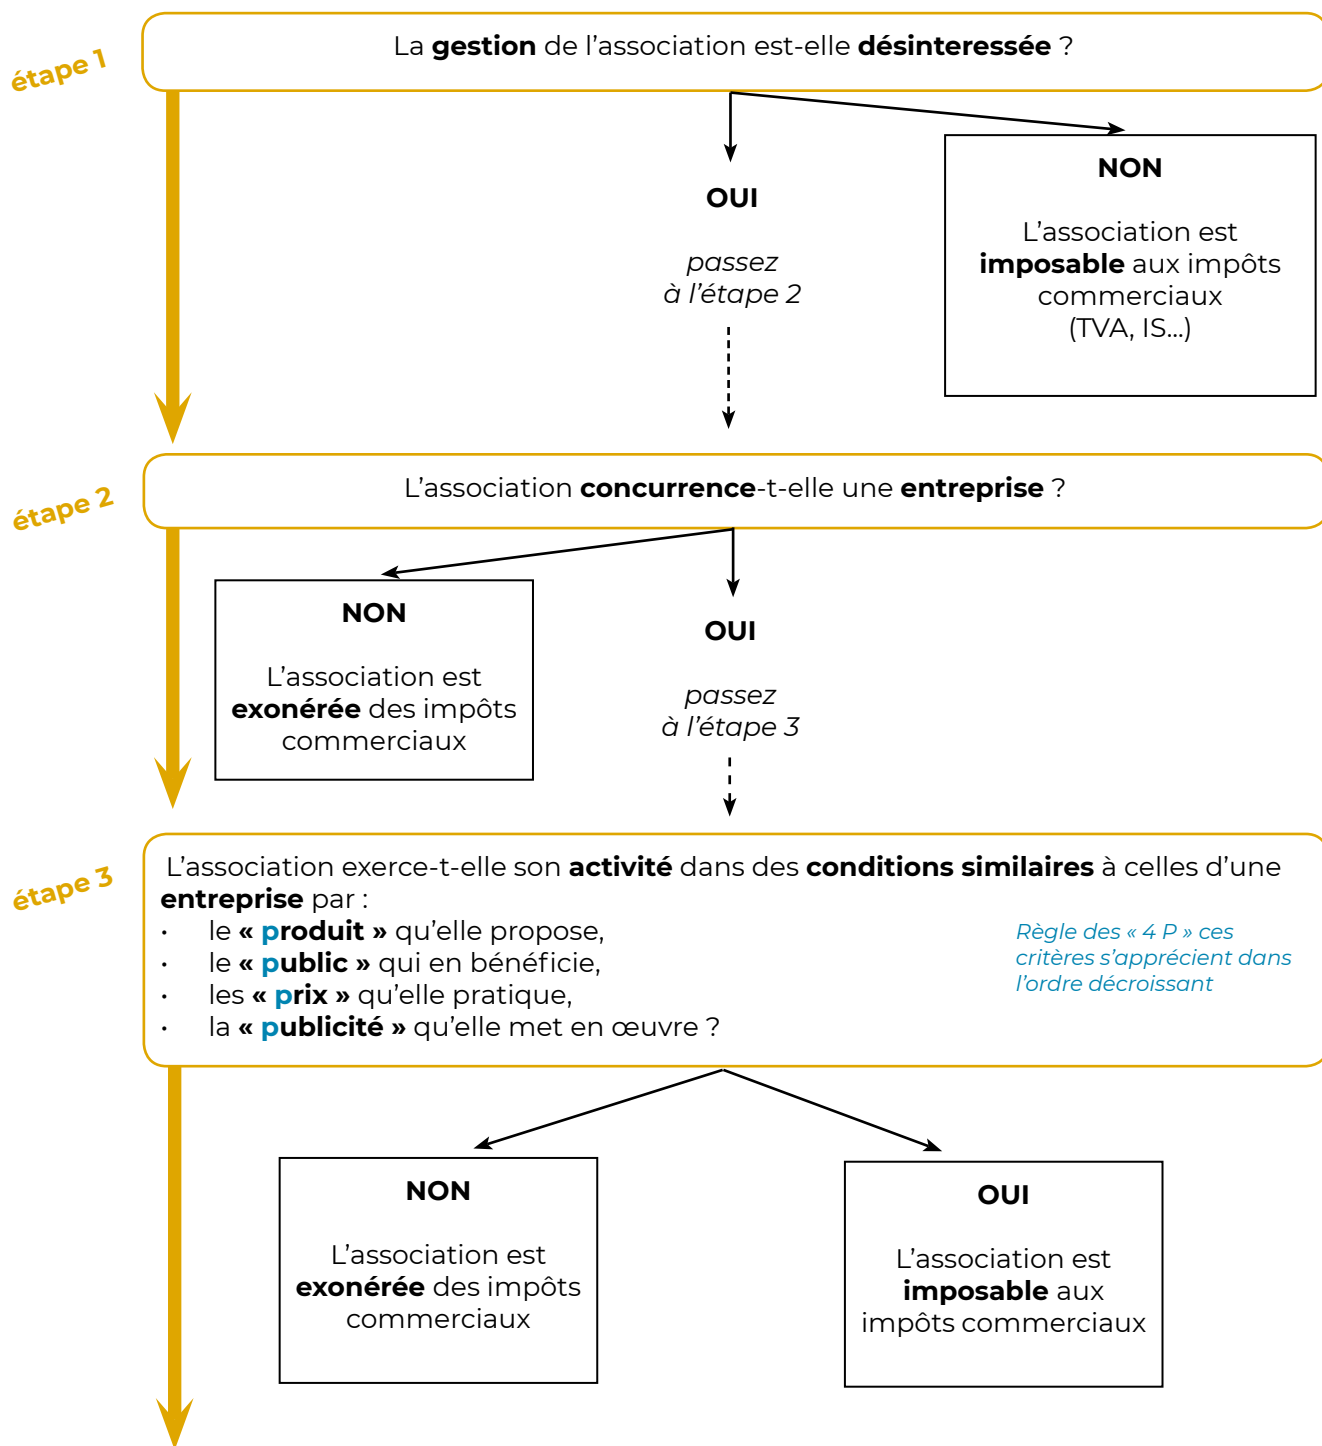 étape 1
La gestion de l’association est-elle désinteressée ?
OUI
passez
à l’étape 2
NON
L’association est
imposable aux impôts
commerciaux
(TVA, IS...)
étape 2
L’association concurrence-t-elle une entreprise ?
NON
L’association est
exonérée des impôts
commerciaux
OUI
passez
à l’étape 3
étape 3
L’association exerce-t-elle son activité dans des conditions similaires à celles d’une
entreprise par :
• le « produit » qu’elle propose,
• le « public » qui en bénéficie,
• les « prix » qu’elle pratique,
• la « publicité » qu’elle met en œuvre ?
Règle des « 4 P » ces
critères s’apprécient dans
l’ordre décroissant
NON
L’association est
exonérée des impôts
commerciaux
OUI
L’association est
imposable aux
impôts commerciaux